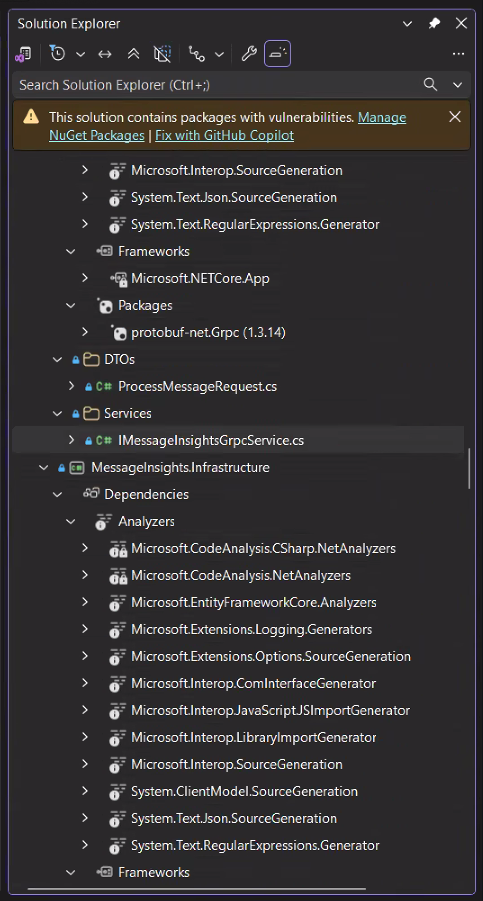 Solution Explorer
Search Solution Explorer (Ctrl+;)
This solution contains packages with vulnerabilities. Manage
NuGet Packages | Fix with GitHub Copilot
Microsoft.Interop.SourceGeneration
System.Text.Json.SourceGeneration
System.Text.RegularExpressions.Generator
Frameworks
Microsoft.NETCore.App
Packages
protobuf-net.Grpc (1.3.14)
DTOs
C# ProcessMessageRequest.cs
Services
C# IMessageInsightsGrpcService.cs
C# MessageInsights.Infrastructure
Dependencies
Analyzers
Microsoft.CodeAnalysis.CSharp.NetAnalyzers
Microsoft.CodeAnalysis.NetAnalyzers
Microsoft.EntityFrameworkCore.Analyzers
Microsoft.Extensions.Logging.Generators
Microsoft.Extensions.Options.SourceGeneration
Microsoft.Interop.ComInterfaceGenerator
Microsoft.Interop.JavaScript.JSImportGenerator
Microsoft.Interop.LibraryImportGenerator
Microsoft.Interop.SourceGeneration
System.ClientModel.SourceGeneration
System.Text.Json.SourceGeneration
System.Text.RegularExpressions.Generator
Frameworks